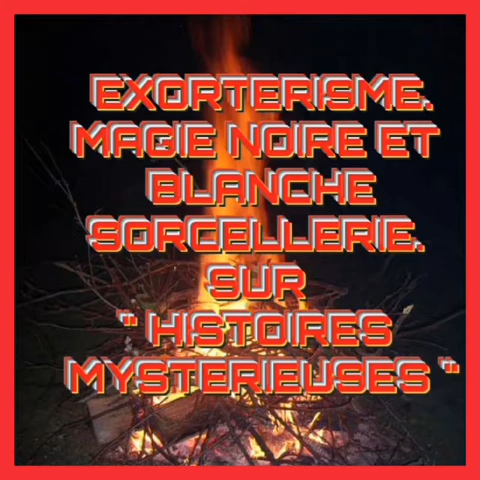 EXORTERISME.
MAGIE NOIRE ET
BLANCHE
SORCELLERIE.
SUR
" HISTOIRES
MYSTERIEUSES "